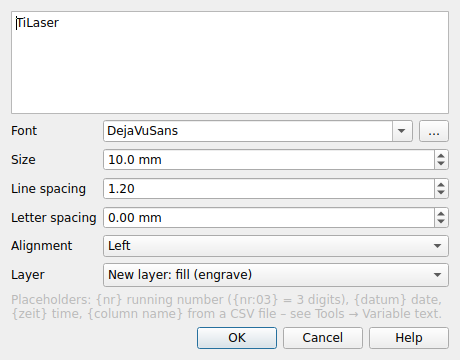 TiLaser
Font DejaVuSans ...
Size 10.0 mm
Line spacing 1.20
Letter spacing 0.00 mm
Alignment Left
Layer New layer: fill (engrave)
Placeholders: {nr} running number ({nr:03} = 3 digits), {datum} date,
{zeit} time, {column name} from a CSV file – see Tools → Variable text.
OK Cancel Help